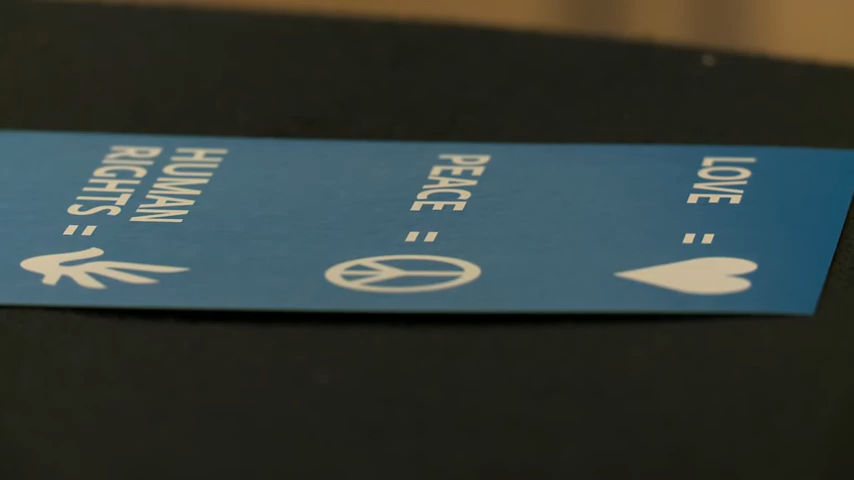 LOVE =
PEACE =
HUMAN
RIGHTS =